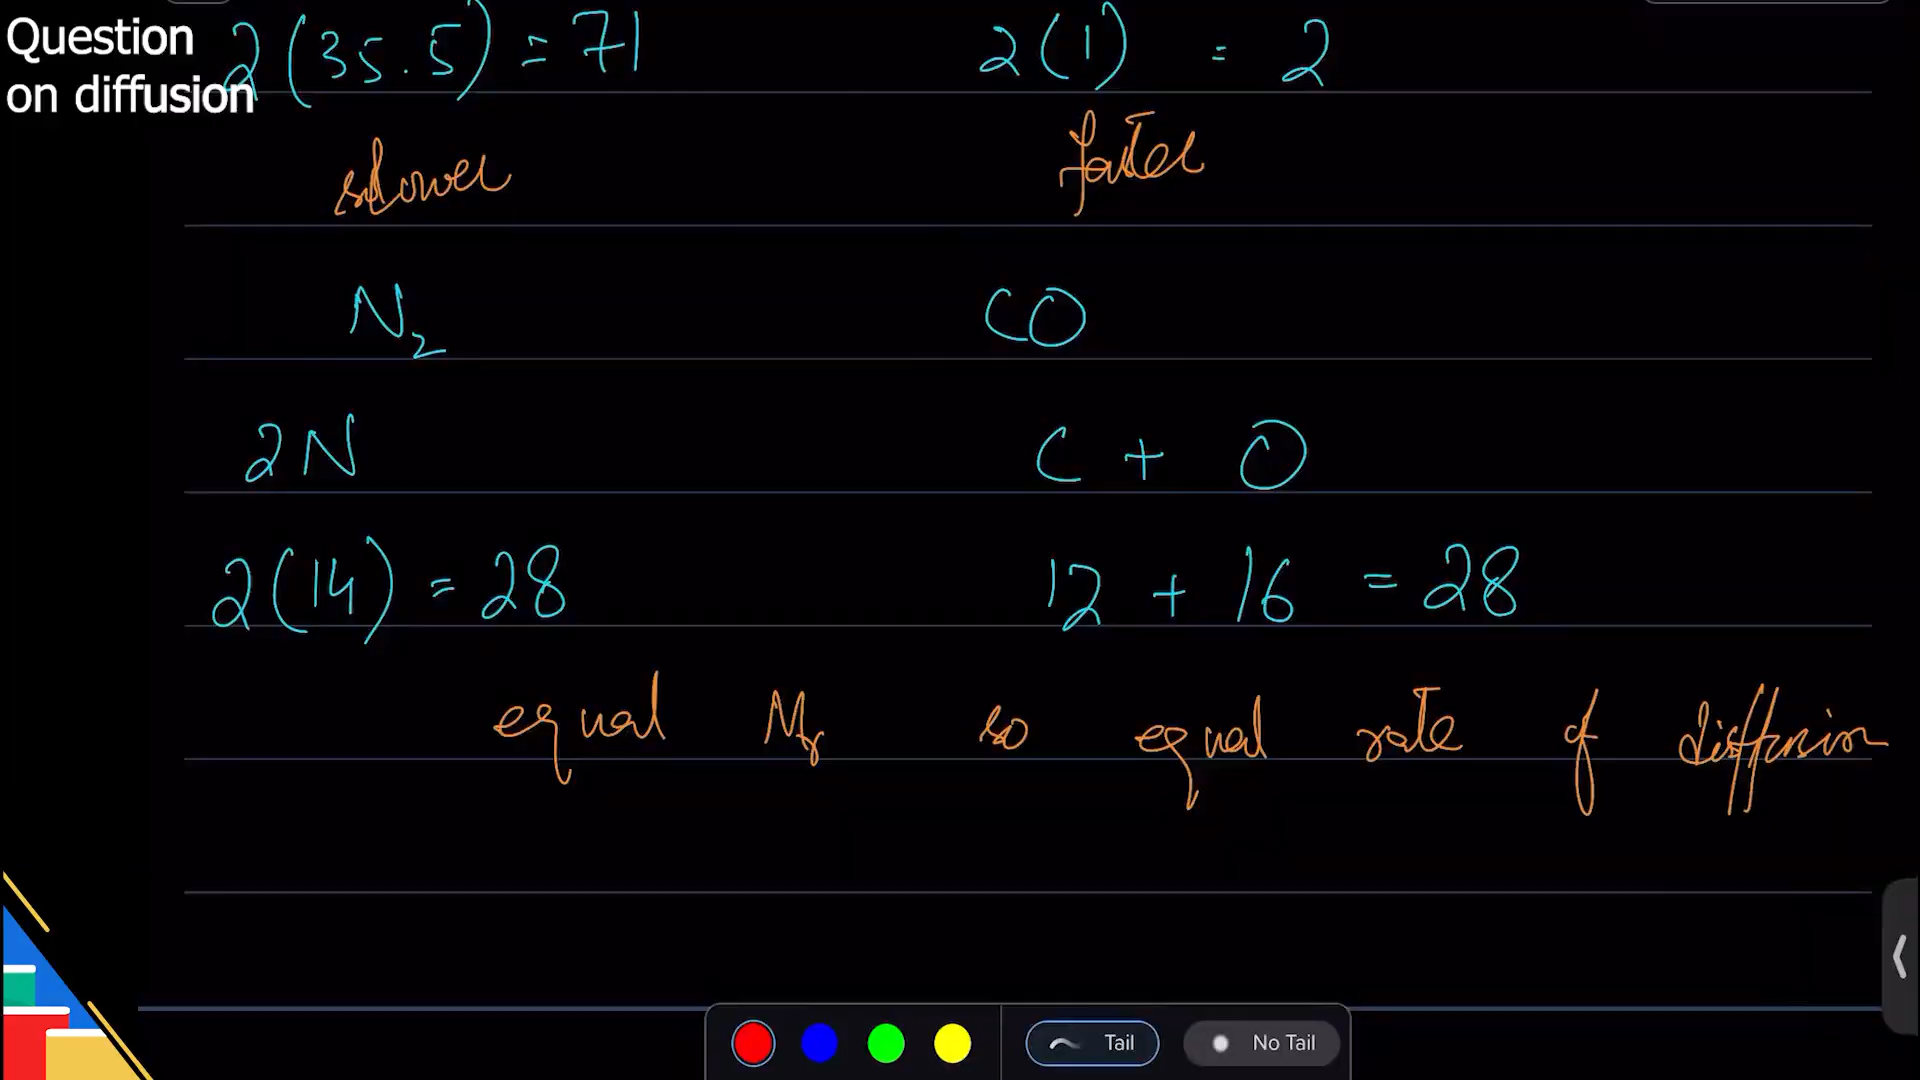 Question
on diffusion
2(35.5) = 71 2(1) = 2
slower faster
N₂ CO
2N C + O
2(14) = 28 12 + 16 = 28
equal Mr so equal rate of diffusion
Tail No Tail